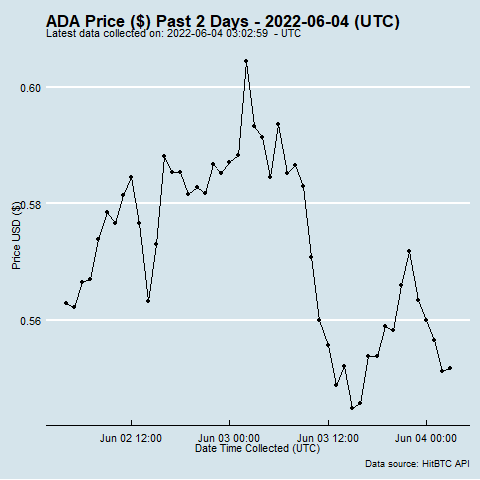 ADA Price ($) Past 2 Days - 2022-06-04 (UTC)
Latest data collected on: 2022-06-04 03:02:59 - UTC
0.60
0.58
0.56
Price USD ($)
Jun 02 12:00
Jun 03 00:00
Jun 03 12:00
Jun 04 00:00
Date Time Collected (UTC)
Data source: HitBTC API